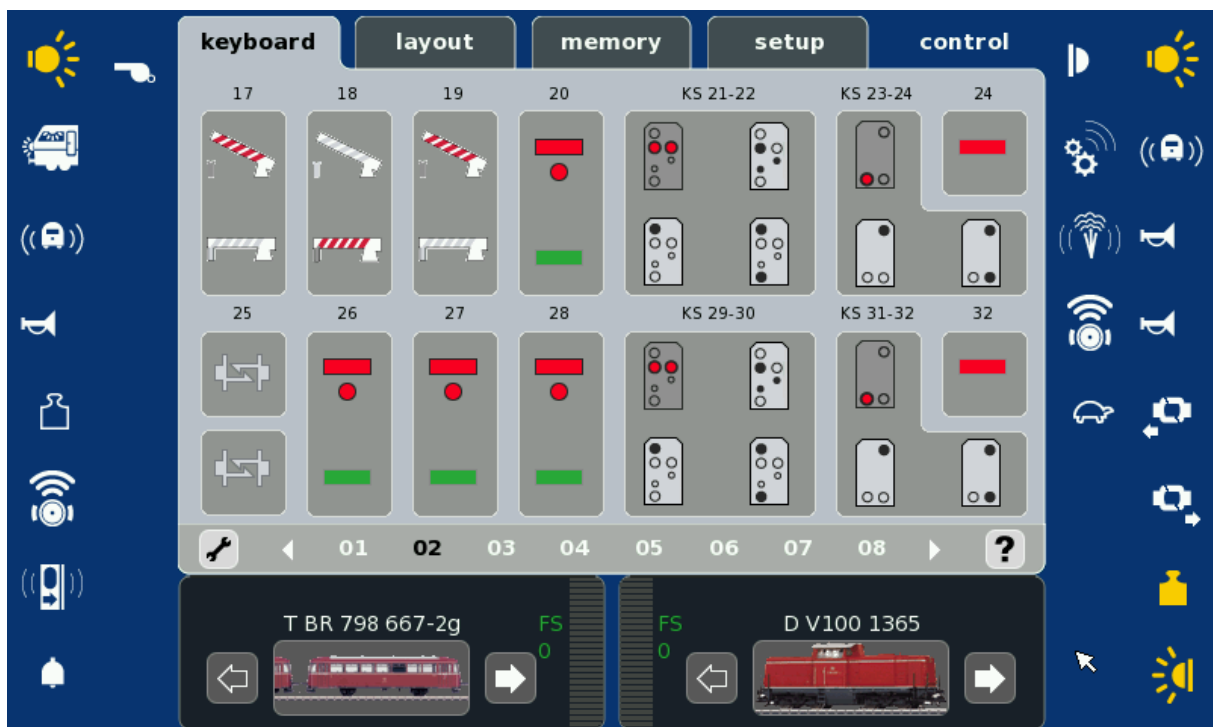 keyboard layout memory setup control
17 18 19 20 KS 21-22 KS 23-24 24
25 26 27 28 KS 29-30 KS 31-32 32
01 02 03 04 05 06 07 08 ?
T BR 798 667-2g FS FS D V100 1365
0 0